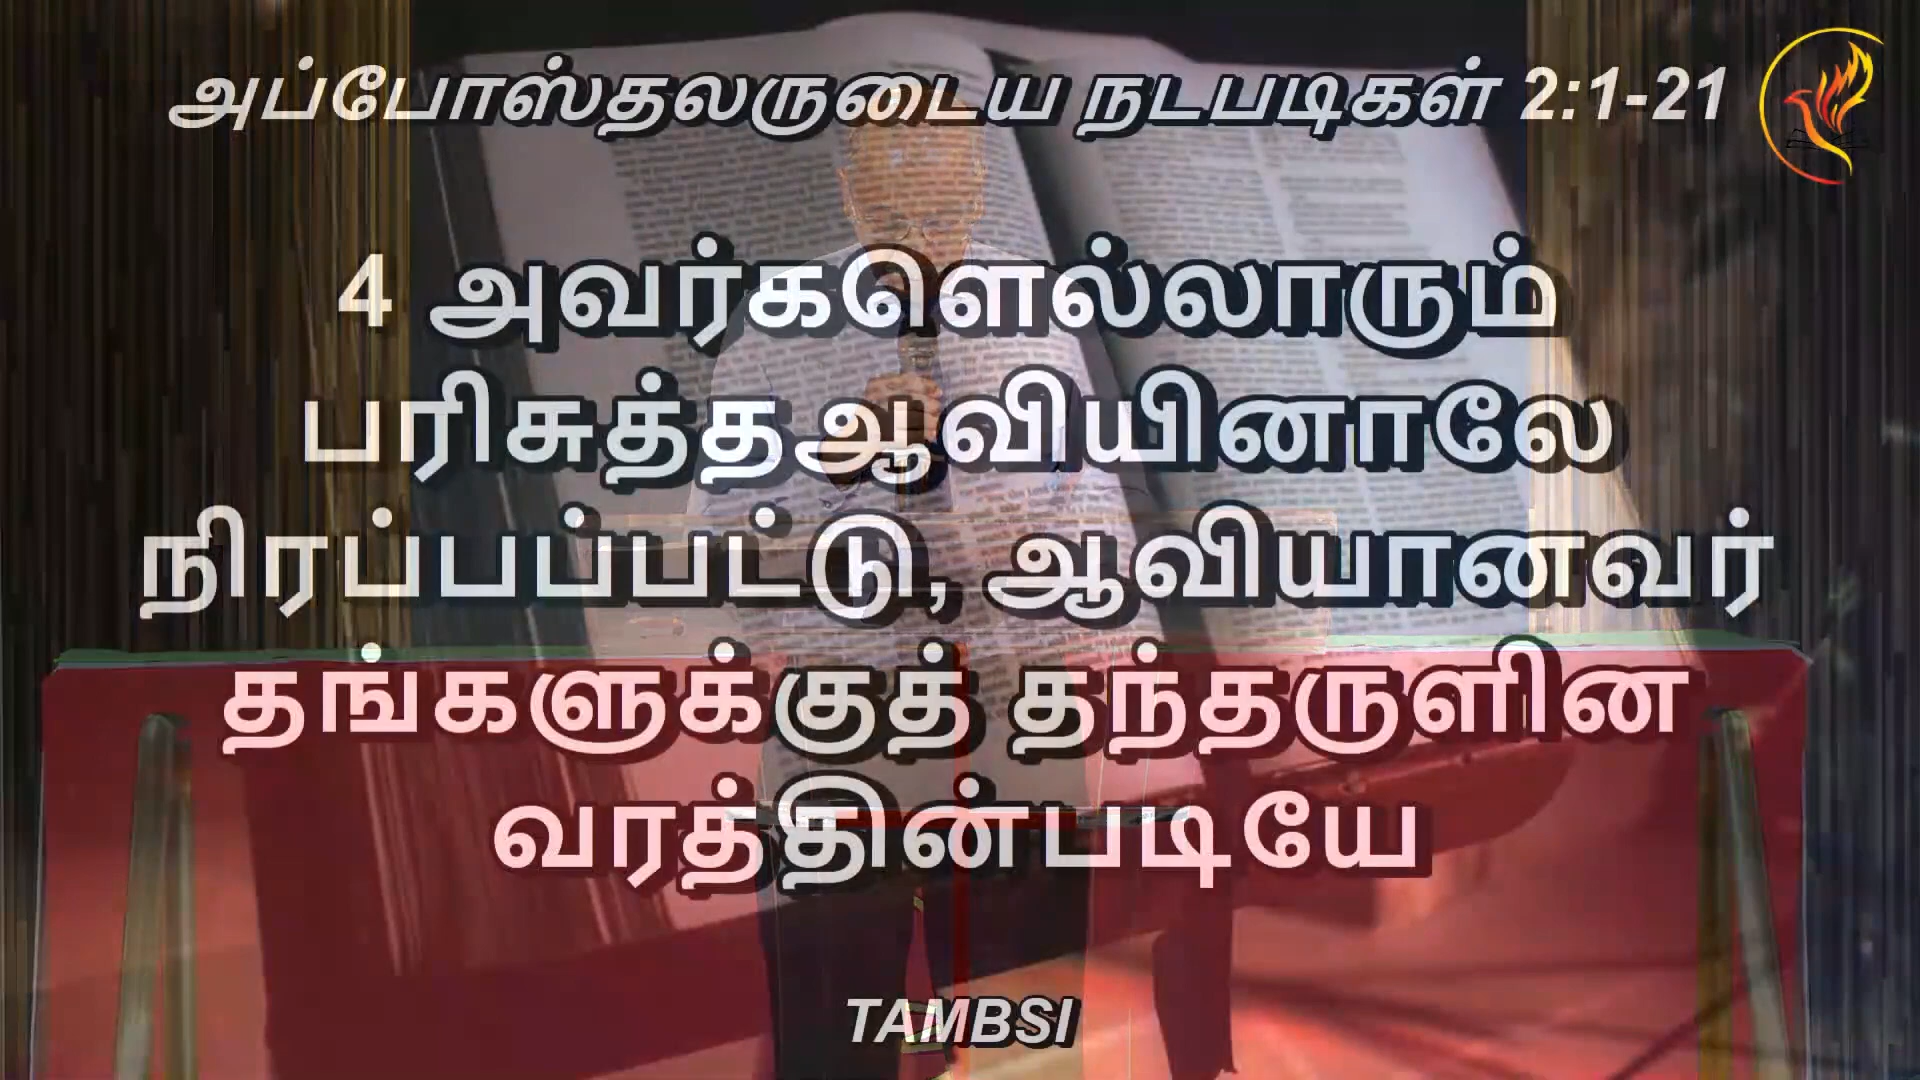 அப்போஸ்தலருடைய நடபடிகள் 2:1-21
4 அவர்களெல்லாரும்
பரிசுத்தஆவியினாலே
நிரப்பப்பட்டு, ஆவியானவர்
தங்களுக்குத் தந்தருளின
வரத்தின்படியே
TAMBSI